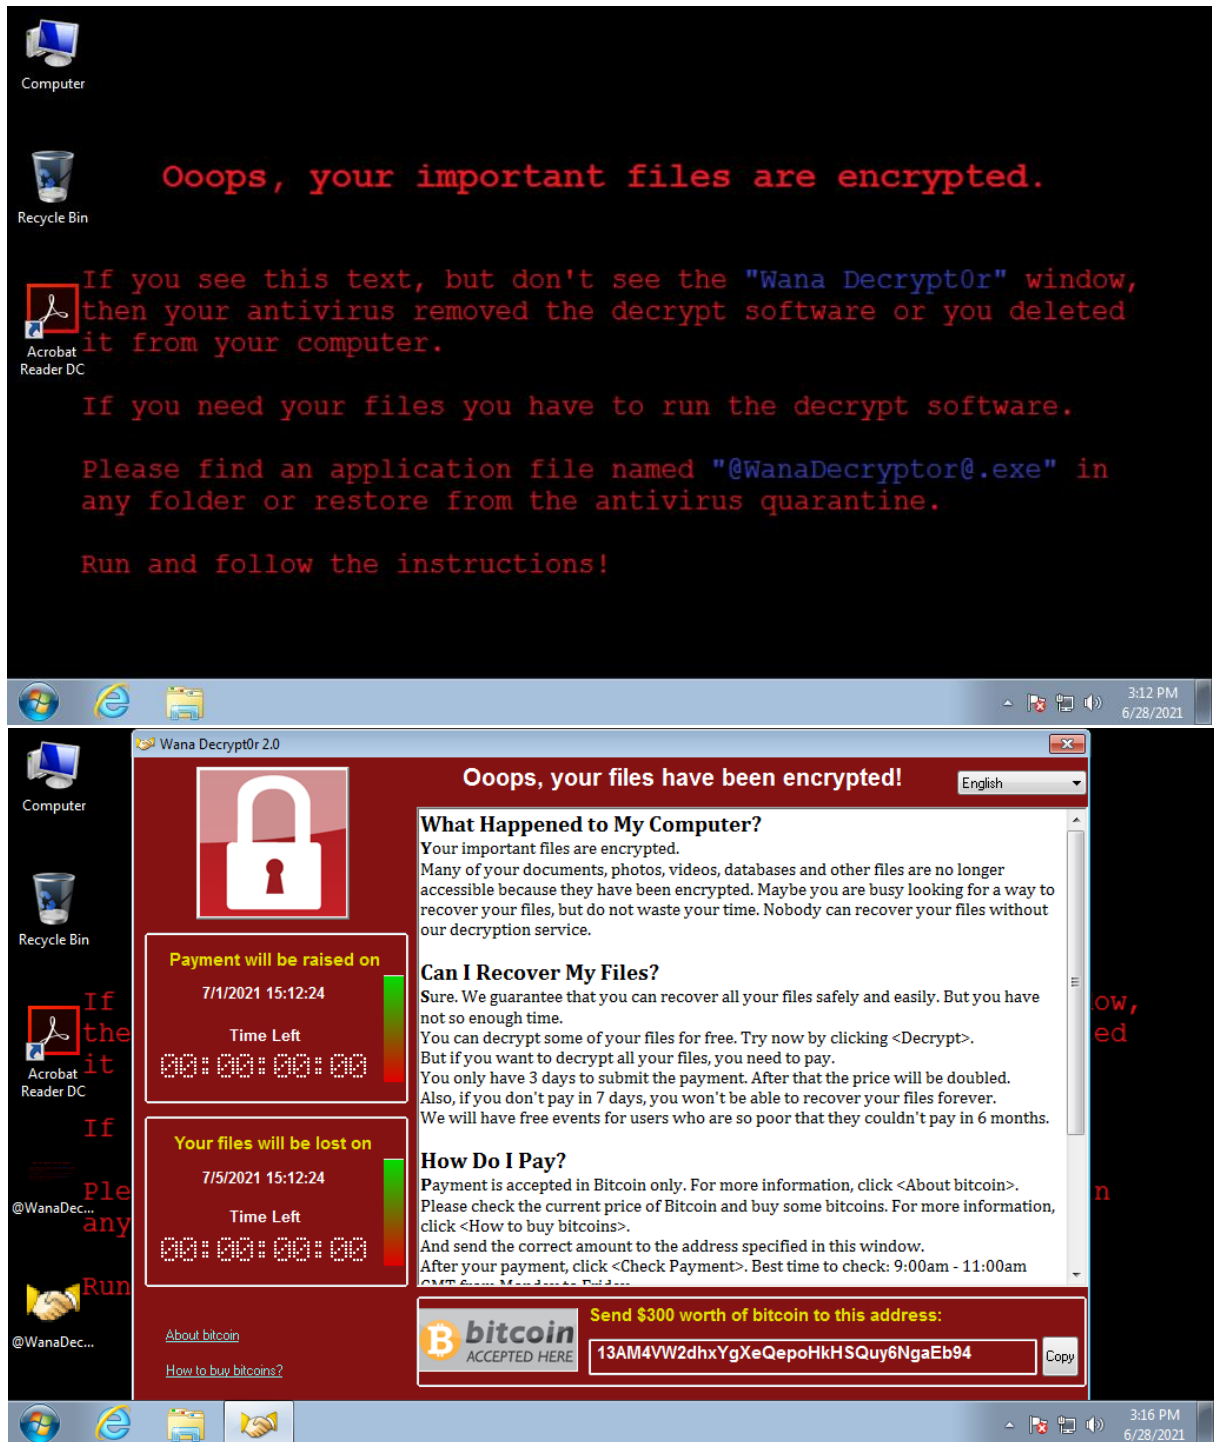 Computer
Recycle Bin
Ooops, your important files are encrypted.
If you see this text, but don't see the "Wana Decrypt0r" window,
then your antivirus removed the decrypt software or you deleted
it from your computer.
Acrobat
Reader DC
If you need your files you have to run the decrypt software.
Please find an application file named "@WanaDecryptor@.exe" in
any folder or restore from the antivirus quarantine.
Run and follow the instructions!
3:12 PM
6/28/2021
Wana Decrypt0r 2.0
Computer
Recycle Bin
Acrobat
Reader DC
@WanaDec...
@WanaDec...
If
the
it
If
Ple
any
Run
ow,
ed
n
Ooops, your files have been encrypted!
English
Payment will be raised on
7/1/2021 15:12:24
Time Left
00:00:00:00
Your files will be lost on
7/5/2021 15:12:24
Time Left
00:00:00:00
About bitcoin
How to buy bitcoins?
What Happened to My Computer?
Your important files are encrypted.
Many of your documents, photos, videos, databases and other files are no longer
accessible because they have been encrypted. Maybe you are busy looking for a way to
recover your files, but do not waste your time. Nobody can recover your files without
our decryption service.
Can I Recover My Files?
Sure. We guarantee that you can recover all your files safely and easily. But you have
not so enough time.
You can decrypt some of your files for free. Try now by clicking <Decrypt>.
But if you want to decrypt all your files, you need to pay.
You only have 3 days to submit the payment. After that the price will be doubled.
Also, if you don't pay in 7 days, you won't be able to recover your files forever.
We will have free events for users who are so poor that they couldn't pay in 6 months.
How Do I Pay?
Payment is accepted in Bitcoin only. For more information, click <About bitcoin>.
Please check the current price of Bitcoin and buy some bitcoins. For more information,
click <How to buy bitcoins>.
And send the correct amount to the address specified in this window.
After your payment, click <Check Payment>. Best time to check: 9:00am - 11:00am
GMT from Monday to Friday.
bitcoin
ACCEPTED HERE
Send $300 worth of bitcoin to this address:
13AM4VW2dhxYgXeQepoHkHSQuy6NgaEb94
Copy
3:16 PM
6/28/2021